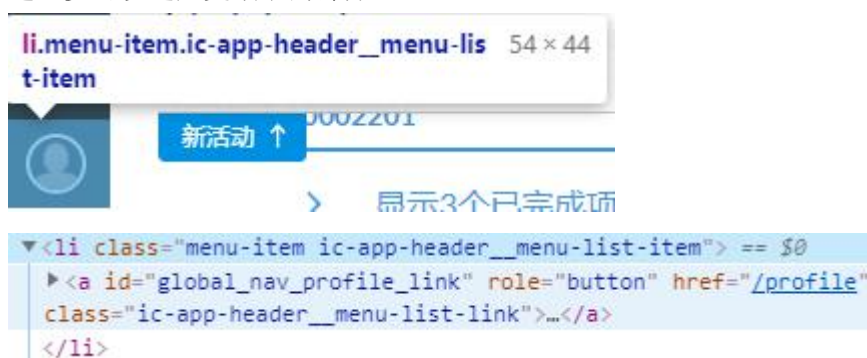 li.menu-item.ic-app-header__menu-lis 54 × 44
t-item
新活动 ↑
显示3个已完成项
▼<li class="menu-item ic-app-header__menu-list-item"> == $0
▶<a id="global_nav_profile_link" role="button" href="/profile"
class="ic-app-header__menu-list-link">…</a>
</li>